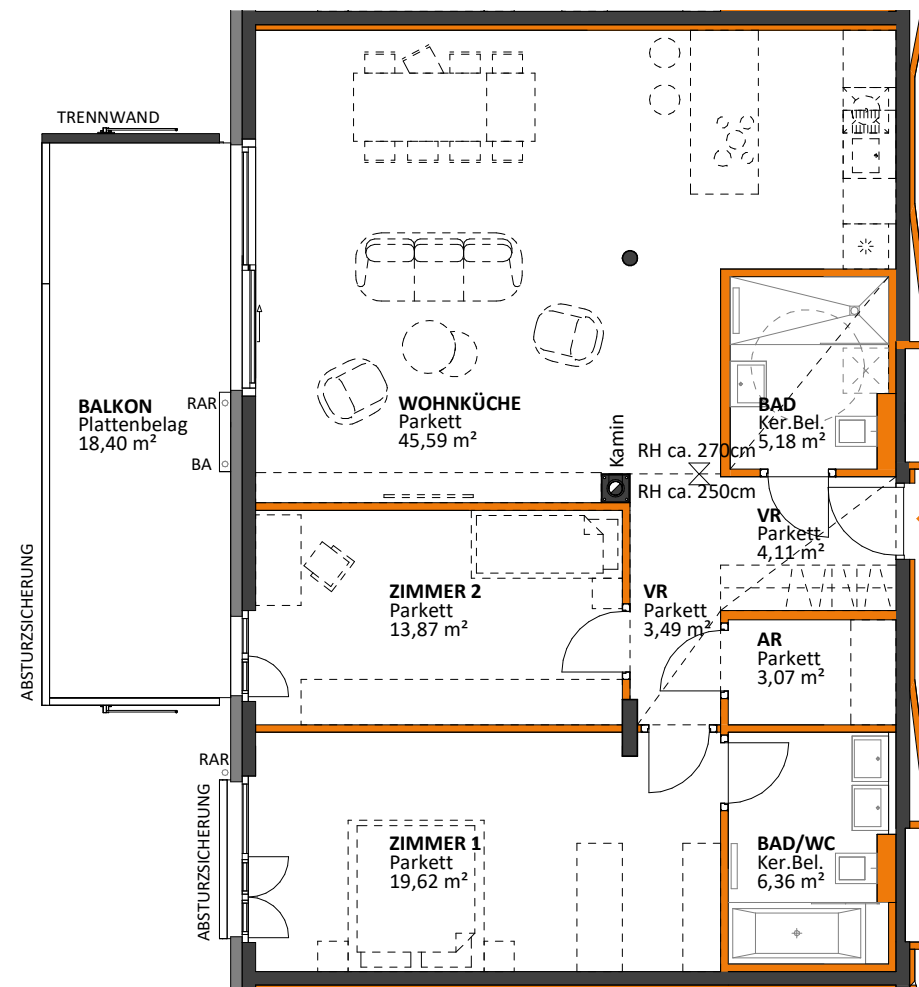 TRENNWAND
BALKON
Plattenbelag
18,40 m²
RAR
BA
ABSTURZSICHERUNG
WOHNKÜCHE
Parkett
45,59 m²
Kamin
RH ca. 270cm
RH ca. 250cm
BAD
Ker.Bel.
5,18 m²
VR
Parkett
4,11 m²
ZIMMER 2
Parkett
13,87 m²
VR
Parkett
3,49 m²
AR
Parkett
3,07 m²
RAR
ABSTURZSICHERUNG
ZIMMER 1
Parkett
19,62 m²
BAD/WC
Ker.Bel.
6,36 m²